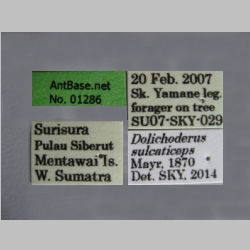 AntBase.net
No. 01286
20 Feb. 2007
Sk. Yamane leg.
forager on tree
SU07-SKY-029
Surisura
Pulau Siberut
Mentawai Is.
W. Sumatra
Dolichoderus
sulcaticeps
Mayr, 1870
Det. SKY, 2014